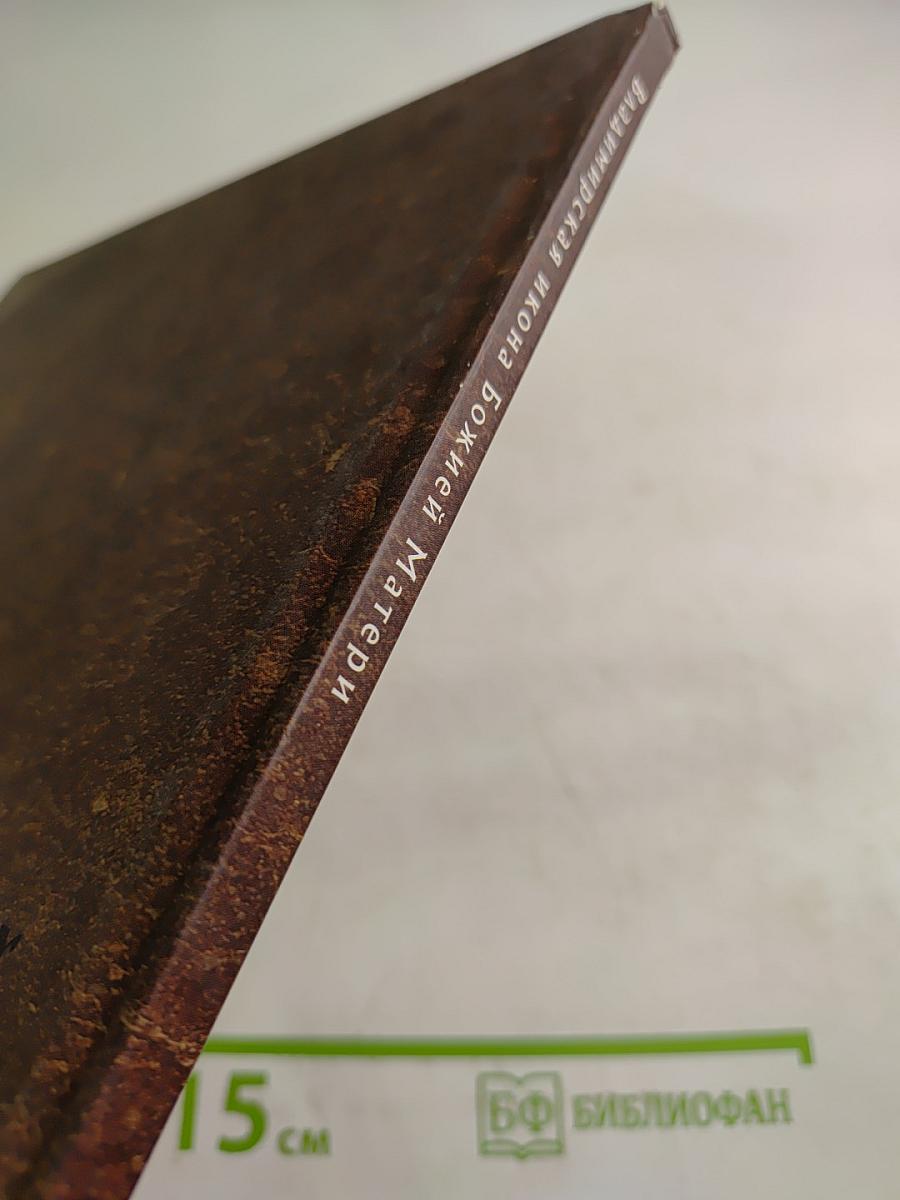 Владимирская икона Божией Матери
15 см
БФ БИБЛИОФАН